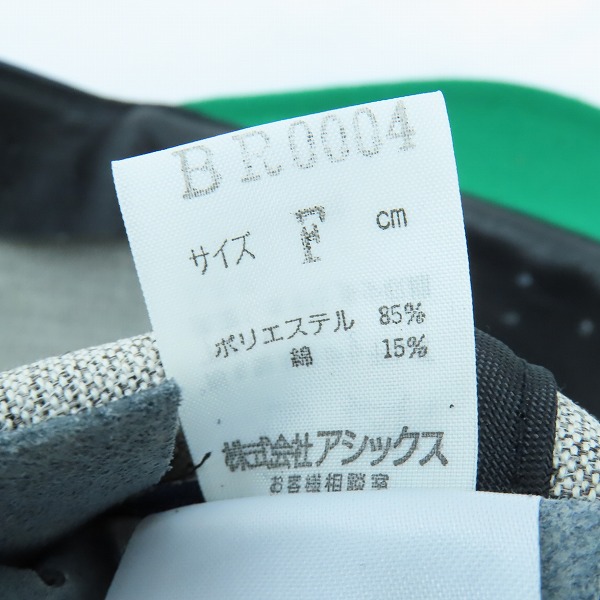 BR0004
サイズ F cm
ポリエステル 85%
綿 15%
株式会社アシックス
お客様相談室